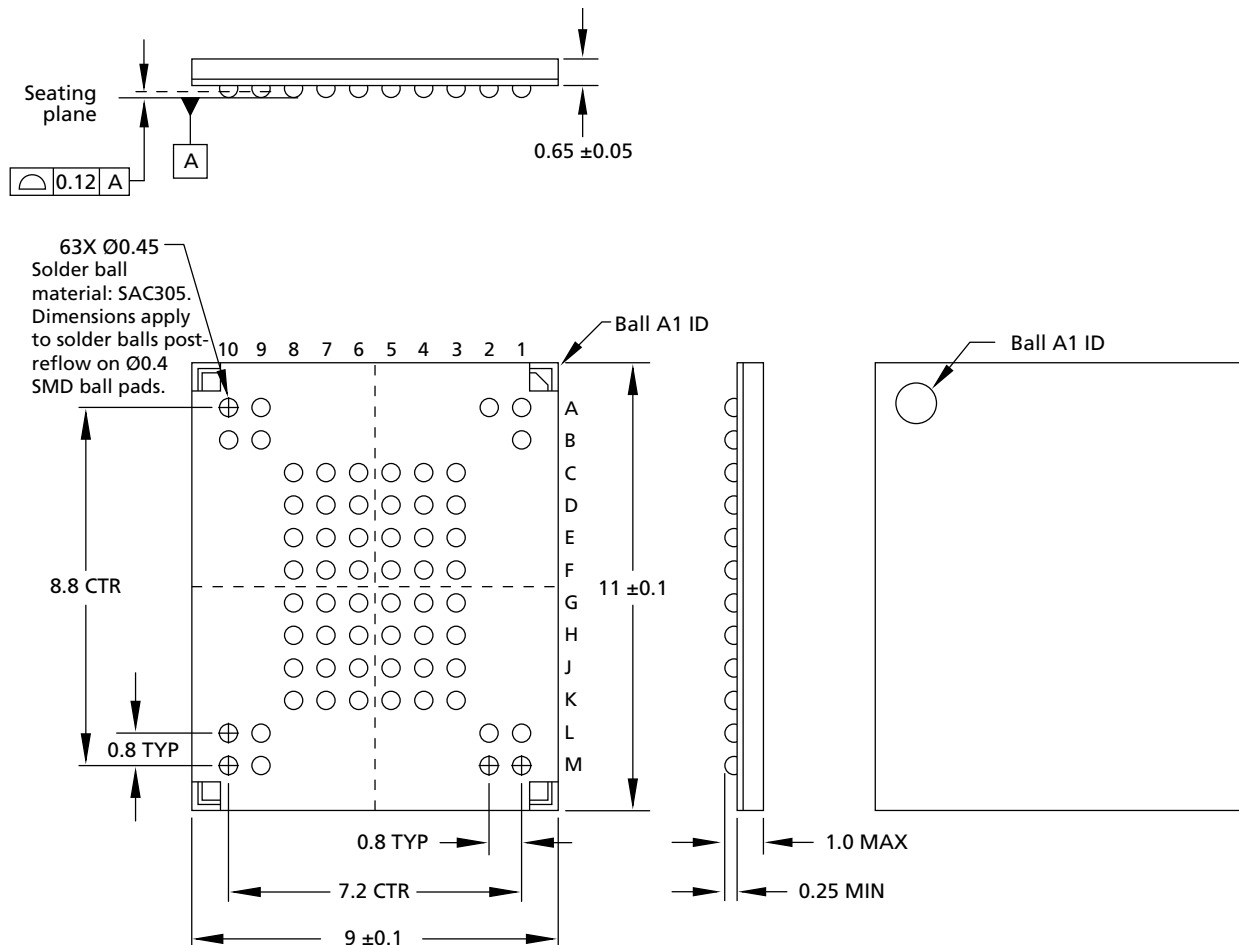 Seating
plane
A
0.12 A
0.65 ±0.05
63X Ø0.45
Solder ball
material: SAC305.
Dimensions apply
to solder balls post-
reflow on Ø0.4
SMD ball pads.
10 9 8 7 6 5 4 3 2 1
Ball A1 ID
Ball A1 ID
A
B
C
D
E
F
G
H
J
K
L
M
8.8 CTR
11 ±0.1
0.8 TYP
0.8 TYP
1.0 MAX
7.2 CTR
0.25 MIN
9 ±0.1